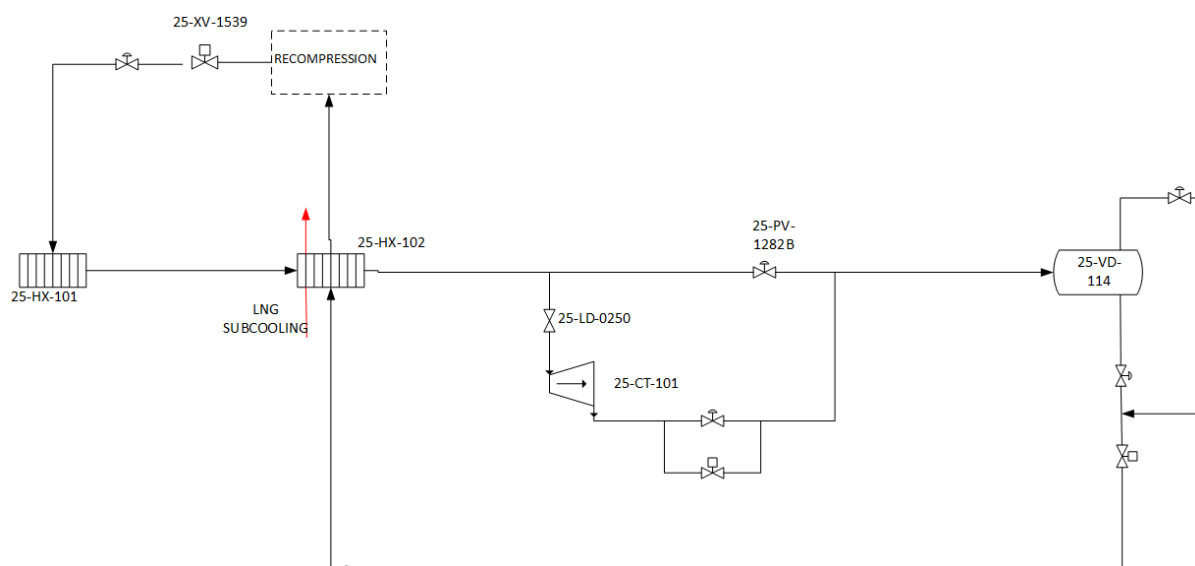 25-XV-1539
RECOMPRESSION
25-HX-102
25-PV-
1282B
25-VD-
114
25-HX-101
LNG
SUBCOOLING
25-LD-0250
25-CT-101